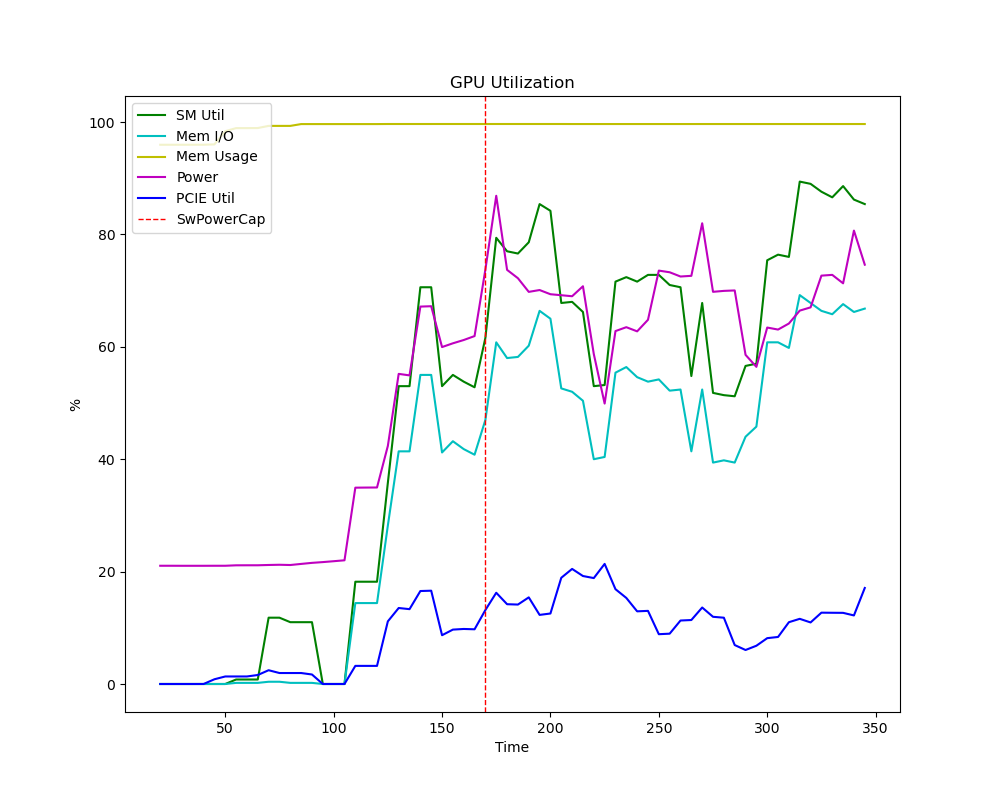 GPU Utilization
SM Util
Mem I/O
Mem Usage
Power
PCIE Util
SwPowerCap
100
80
60
40
20
0
%
50 100 150 200 250 300 350
Time